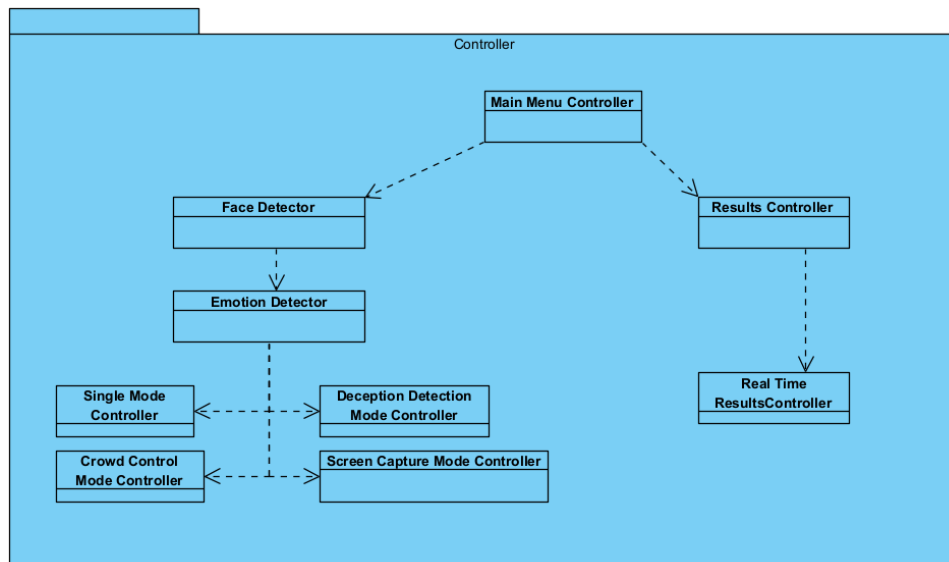 Controller
Main Menu Controller
Face Detector
Results Controller
Emotion Detector
Real Time
ResultsController
Single Mode
Controller
Deception Detection
Mode Controller
Crowd Control
Mode Controller
Screen Capture Mode Controller